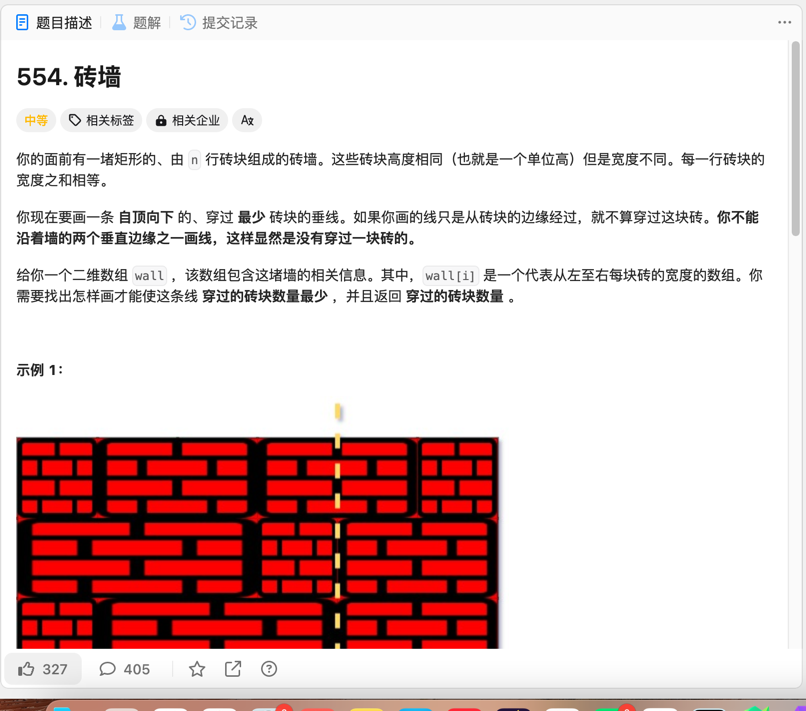 题目描述 题解 提交记录
554. 砖墙
中等 相关标签 相关企业
你的面前有一堵矩形的、由 n 行砖块组成的砖墙。这些砖块高度相同（也就是一个单位高）但是宽度不同。每一行砖块的
宽度之和相等。
你现在要画一条 自顶向下 的、穿过 最少 砖块的垂线。如果你画的线只是从砖块的边缘经过，就不算穿过这块砖。你不能
沿着墙的两个垂直边缘之一画线，这样显然是没有穿过一块砖的。
给你一个二维数组 wall ，该数组包含这堵墙的相关信息。其中，wall[i] 是一个代表从左至右每块砖的宽度的数组。你
需要找出怎样画才能使这条线 穿过的砖块数量最少 ，并且返回 穿过的砖块数量 。
示例 1：
327 405